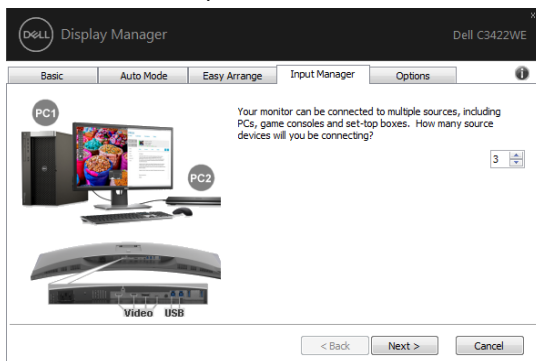 DELL Display Manager
Dell C3422WE
x
Basic Auto Mode Easy Arrange Input Manager Options i
PC1
Your monitor can be connected to multiple sources, including
PCs, game consoles and set-top boxes. How many source
devices will you be connecting?
3
PC2
Video USB
< Back Next > Cancel